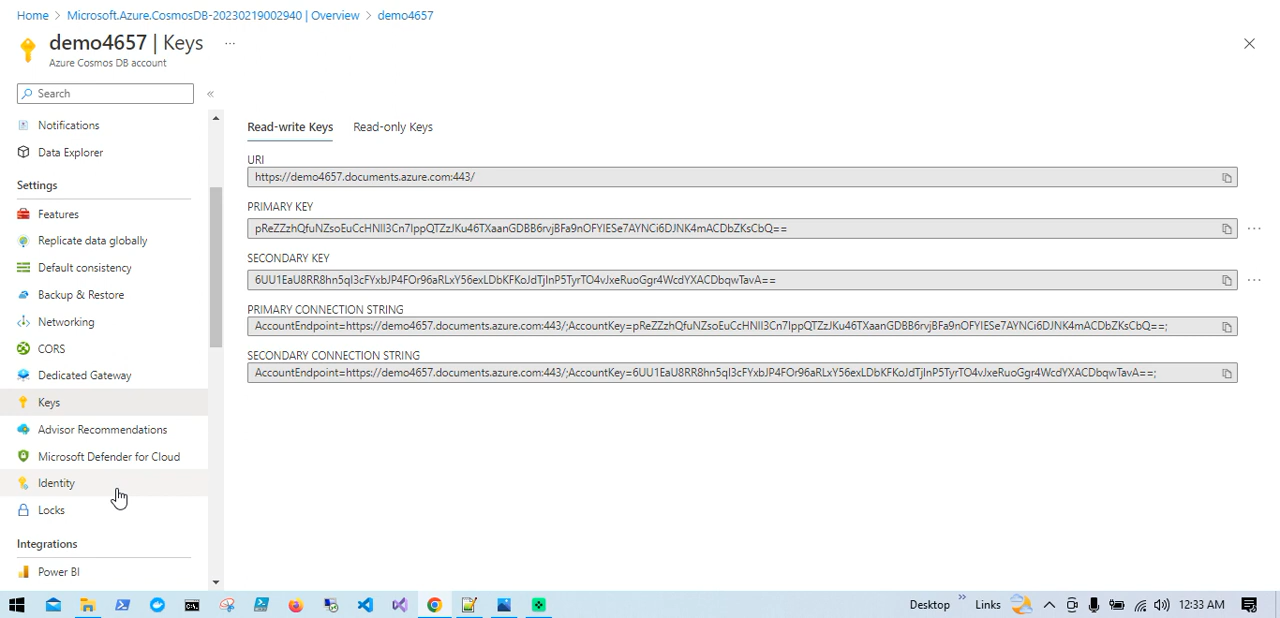 Home > Microsoft.Azure.CosmosDB-20230219002940 | Overview > demo4657
demo4657 | Keys ...
Azure Cosmos DB account
Search
Notifications
Data Explorer
Settings
Features
Replicate data globally
Default consistency
Backup & Restore
Networking
CORS
Dedicated Gateway
Keys
Advisor Recommendations
Microsoft Defender for Cloud
Identity
Locks
Integrations
Power BI
Read-write Keys Read-only Keys
URI
https://demo4657.documents.azure.com:443/
PRIMARY KEY
SECONDARY KEY
PRIMARY CONNECTION STRING
SECONDARY CONNECTION STRING
Desktop Links 12:33 AM